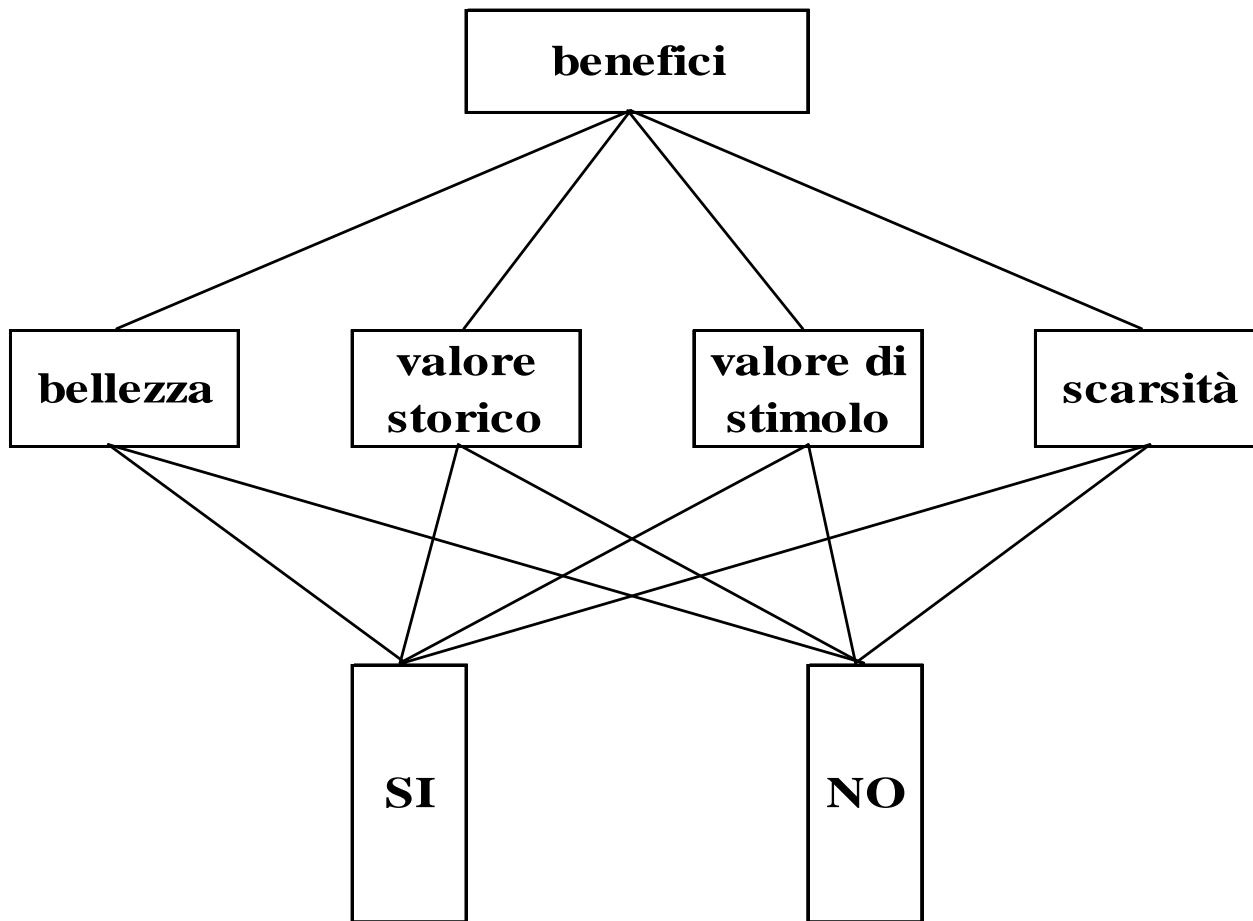 benefici
bellezza
valore
storico
valore di
stimolo
scarsità
SI
NO